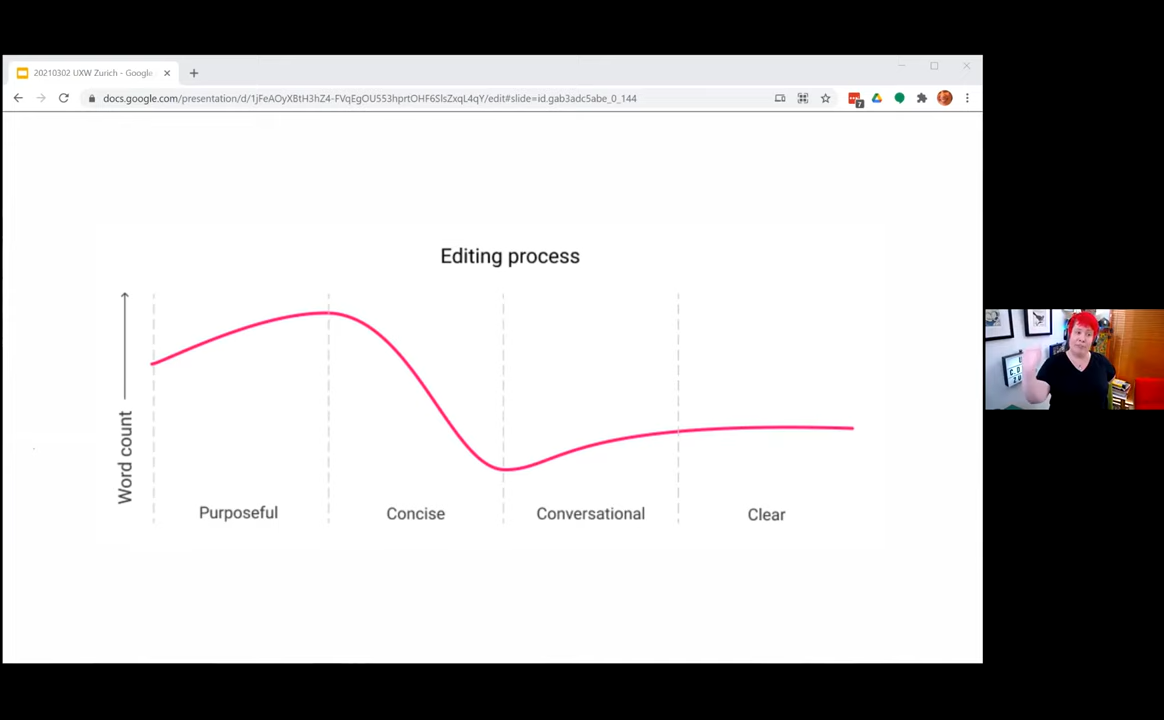 20210302 UXW Zurich - Google
docs.google.com/presentation/d/1jFeAOyXBtH3hZ4-FVqEgOU553hprtOHF6SlsZxqL4qY/edit#slide=id.gab3adc5abe_0_144
7
Editing process
Word count
Purposeful
Concise
Conversational
Clear